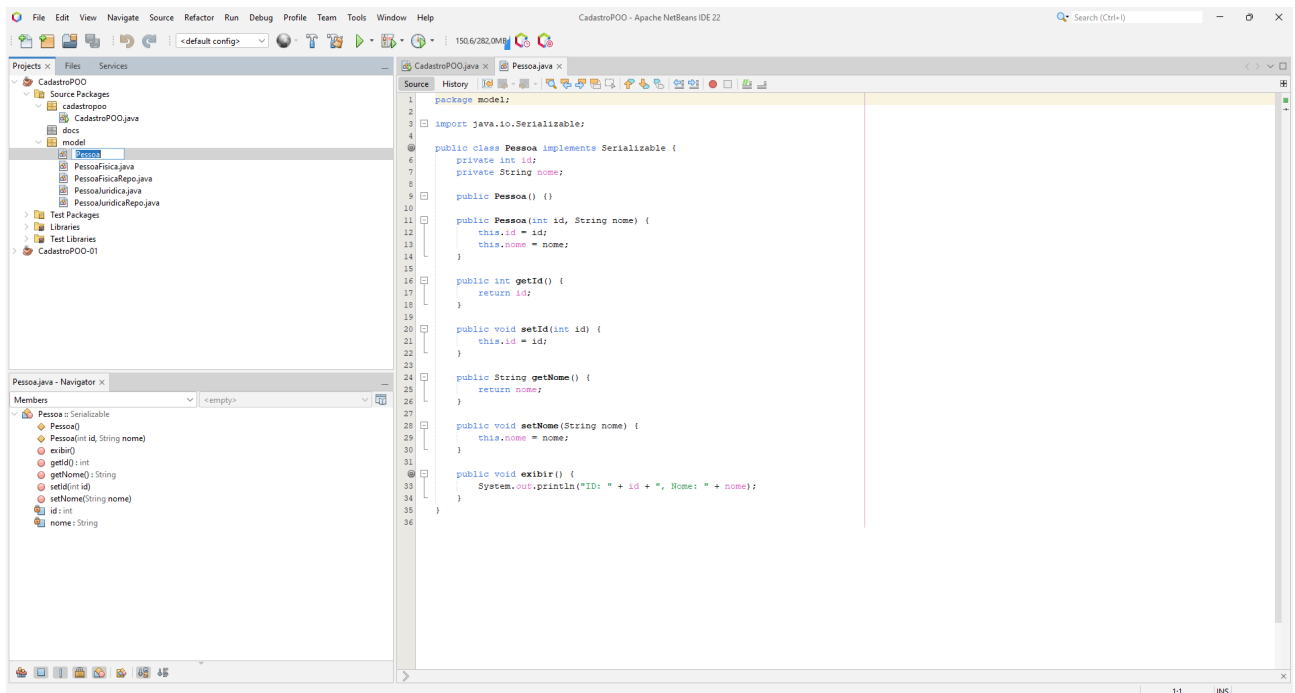 File Edit View Navigate Source Refactor Run Debug Profile Team Tools Window Help
CadastroPOO - Apache NetBeans IDE 22
Search (Ctrl+I)
<default config>
150,6/282,0MB
Projects Files Services
CadastroPOO
Source Packages
cadastropoo
CadastroPOO.java
docs
model
Pessoa
PessoaFisica.java
PessoaFisicaRepo.java
PessoaJuridica.java
PessoaJuridicaRepo.java
Test Packages
Libraries
Test Libraries
CadastroPOO-01
Pessoa.java - Navigator
Members
<empty>
Pessoa :: Serializable
Pessoa()
Pessoa(int id, String nome)
exibir()
getId() : int
getNome() : String
setId(int id)
setNome(String nome)
id : int
nome : String
CadastroPOO.java Pessoa.java
Source History
1 package model;
2
3 import java.io.Serializable;
4
public class Pessoa implements Serializable {
6 private int id;
7 private String nome;
8
9 public Pessoa() {}
10
11 public Pessoa(int id, String nome) {
12 this.id = id;
13 this.nome = nome;
14 }
15
16 public int getId() {
17 return id;
18 }
19
20 public void setId(int id) {
21 this.id = id;
22 }
23
24 public String getNome() {
25 return nome;
26 }
27
28 public void setNome(String nome) {
29 this.nome = nome;
30 }
31
public void exibir() {
33 System.out.println("ID: " + id + ", Nome: " + nome);
34 }
35 }
36
1:1 INS